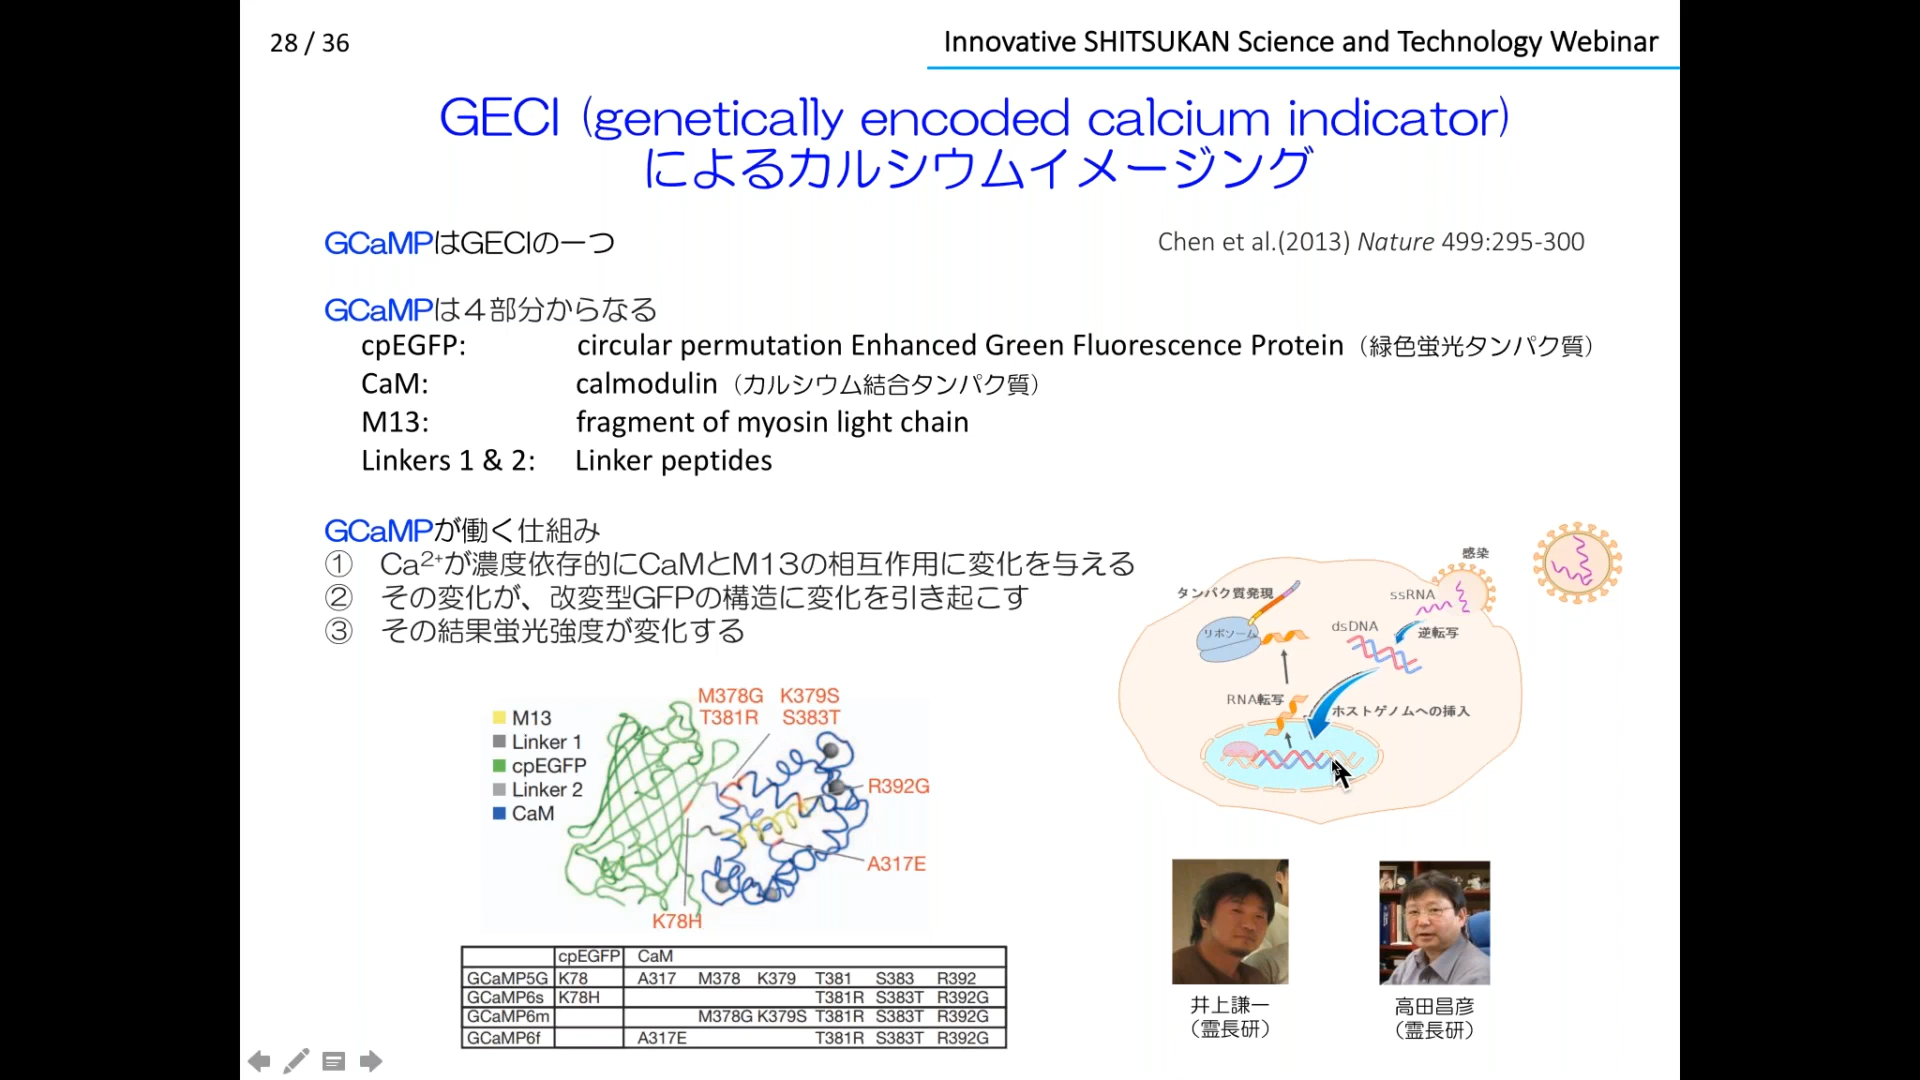 28 / 36
Innovative SHITSUKAN Science and Technology Webinar
GECI (genetically encoded calcium indicator)
によるカルシウムイメージング
GCaMPはGECIの一つ
Chen et al.(2013) Nature 499:295-300
GCaMPは４部分からなる
cpEGFP: circular permutation Enhanced Green Fluorescence Protein（緑色蛍光タンパク質）
CaM: calmodulin（カルシウム結合タンパク質）
M13: fragment of myosin light chain
Linkers 1 & 2: Linker peptides
GCaMPが働く仕組み
① Ca2+が濃度依存的にCaMとM13の相互作用に変化を与える
② その変化が、改変型GFPの構造に変化を引き起こす
③ その結果蛍光強度が変化する
感染
タンパク質発現
ssRNA
リボソーム
dsDNA
逆転写
RNA転写
ホストゲノムへの挿入
M378G K379S
T381R S383T
M13
Linker 1
cpEGFP
Linker 2
CaM
R392G
A317E
K78H
cpEGFP CaM
GCaMP5G K78 A317 M378 K379 T381 S383 R392
GCaMP6s K78H T381R S383T R392G
GCaMP6m M378G K379S T381R S383T R392G
GCaMP6f A317E T381R S383T R392G
井上謙一
（霊長研）
高田昌彦
（霊長研）